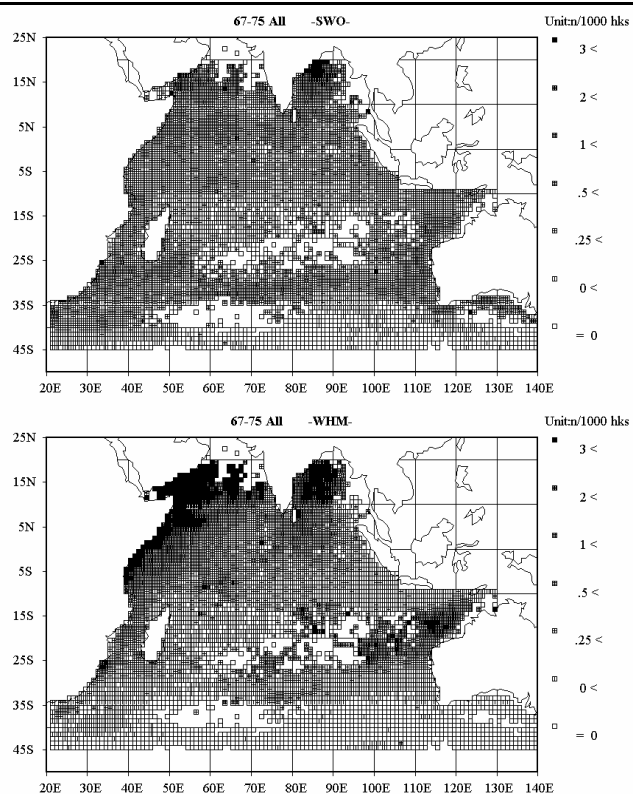 67-75 All -SWO- Unit:n/1000 hks
25N
15N
5N
5S
15S
25S
35S
45S
20E 30E 40E 50E 60E 70E 80E 90E 100E 110E 120E 130E 140E
3 <
2 <
1 <
.5 <
.25 <
0 <
= 0
67-75 All -WHM- Unit:n/1000 hks
25N
15N
5N
5S
15S
25S
35S
45S
20E 30E 40E 50E 60E 70E 80E 90E 100E 110E 120E 130E 140E
3 <
2 <
1 <
.5 <
.25 <
0 <
= 0